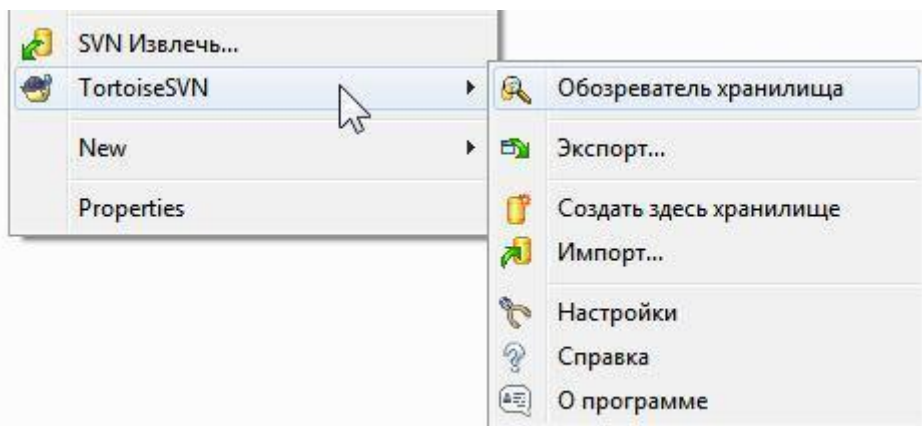 SVN Извлечь...
TortoiseSVN
New
Properties
Обозреватель хранилища
Экспорт...
Создать здесь хранилище
Импорт...
Настройки
Справка
О программе